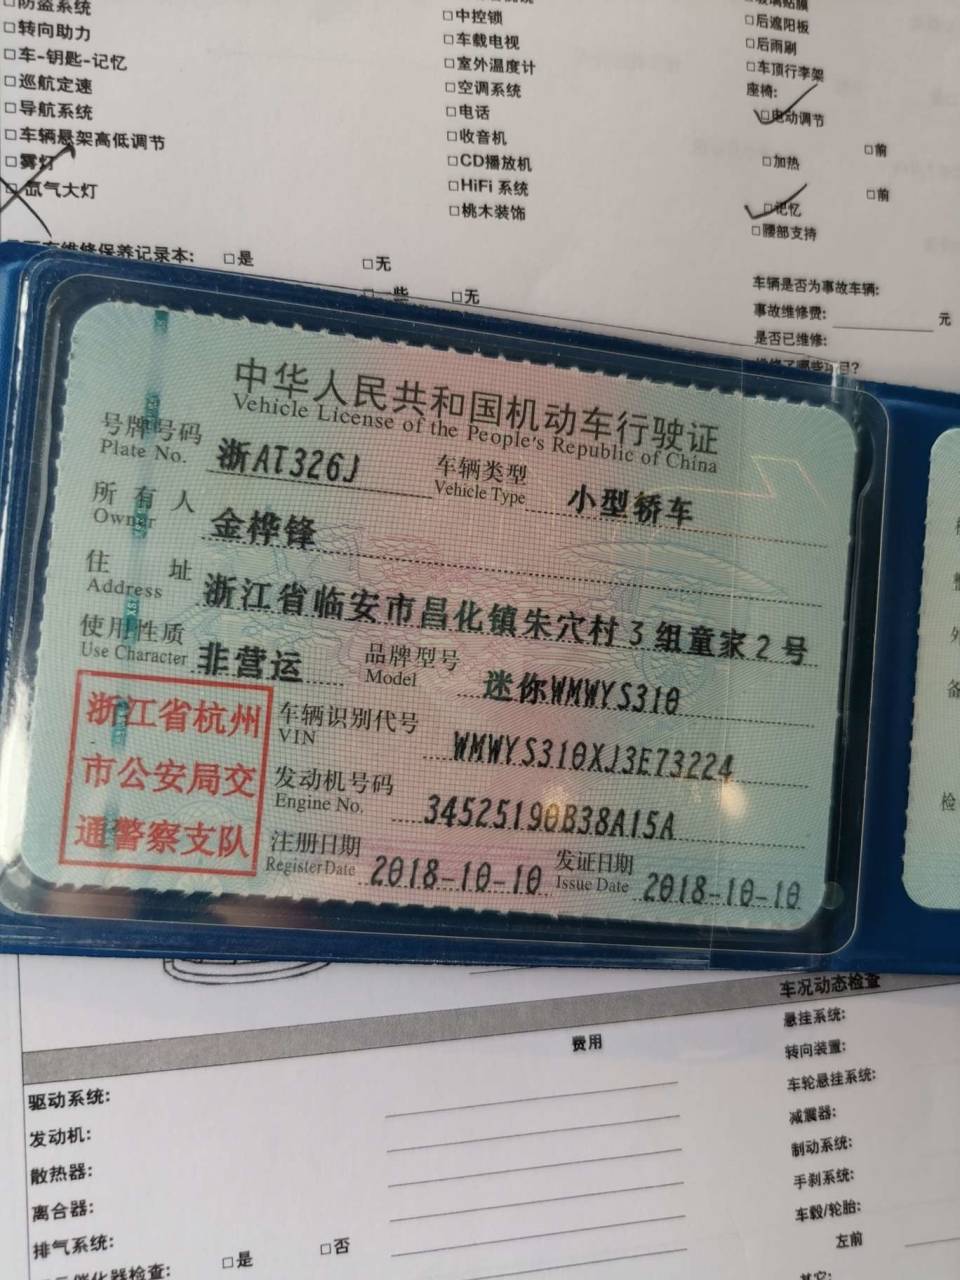 □防盗系统
□转向助力
□车-钥匙-记忆
□巡航定速
□导航系统
□车辆悬架高低调节
□雾灯
□氙气大灯
□中控锁
□车载电视
□室外温度计
□空调系统
□电话
□收音机
□CD播放机
□HiFi 系统
□桃木装饰
□后遮阳板
□后雨刷
□车顶行李架
座椅:
□电动调节
□前
□加热
□前
□记忆
□腰部支持
维修保养记录本: □是 □无
□一些 □无
车辆是否为事故车辆:
事故维修费: 元
是否已维修:
中华人民共和国机动车行驶证
Vehicle License of the People's Republic of China
号牌号码 浙AT326J 车辆类型 小型轿车
Plate No. Vehicle Type
所有人 金桦锋
Owner
住址 浙江省临安市昌化镇朱穴村3组童家2号
Address
使用性质 非营运 品牌型号 迷你WMWYS310
Use Character Model
浙江省杭州
市公安局交
通警察支队
车辆识别代号 WMWYS310XJ3E73224
VIN
发动机号码 34525190B38A15A
Engine No.
注册日期 2018-10-10 发证日期 2018-10-10
Register Date Issue Date
费用
驱动系统:
发动机:
散热器:
离合器:
排气系统:
催化器检查: □是 □否
车况动态检查
悬挂系统:
转向装置:
车轮悬挂系统:
减震器:
制动系统:
手刹系统:
车毂/轮胎:
左前
其它: